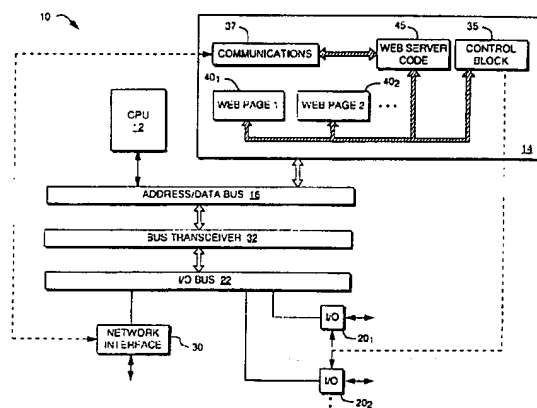 10
37
45
35
COMMUNICATIONS
WEB SERVER
CODE
CONTROL
BLOCK
40₁
40₂
WEB PAGE 1
WEB PAGE 2
. . .
CPU
12
14
ADDRESS/DATA BUS 16
BUS TRANSCEIVER 32
I/O BUS 22
NETWORK
INTERFACE
30
I/O
20₁
I/O
20₂